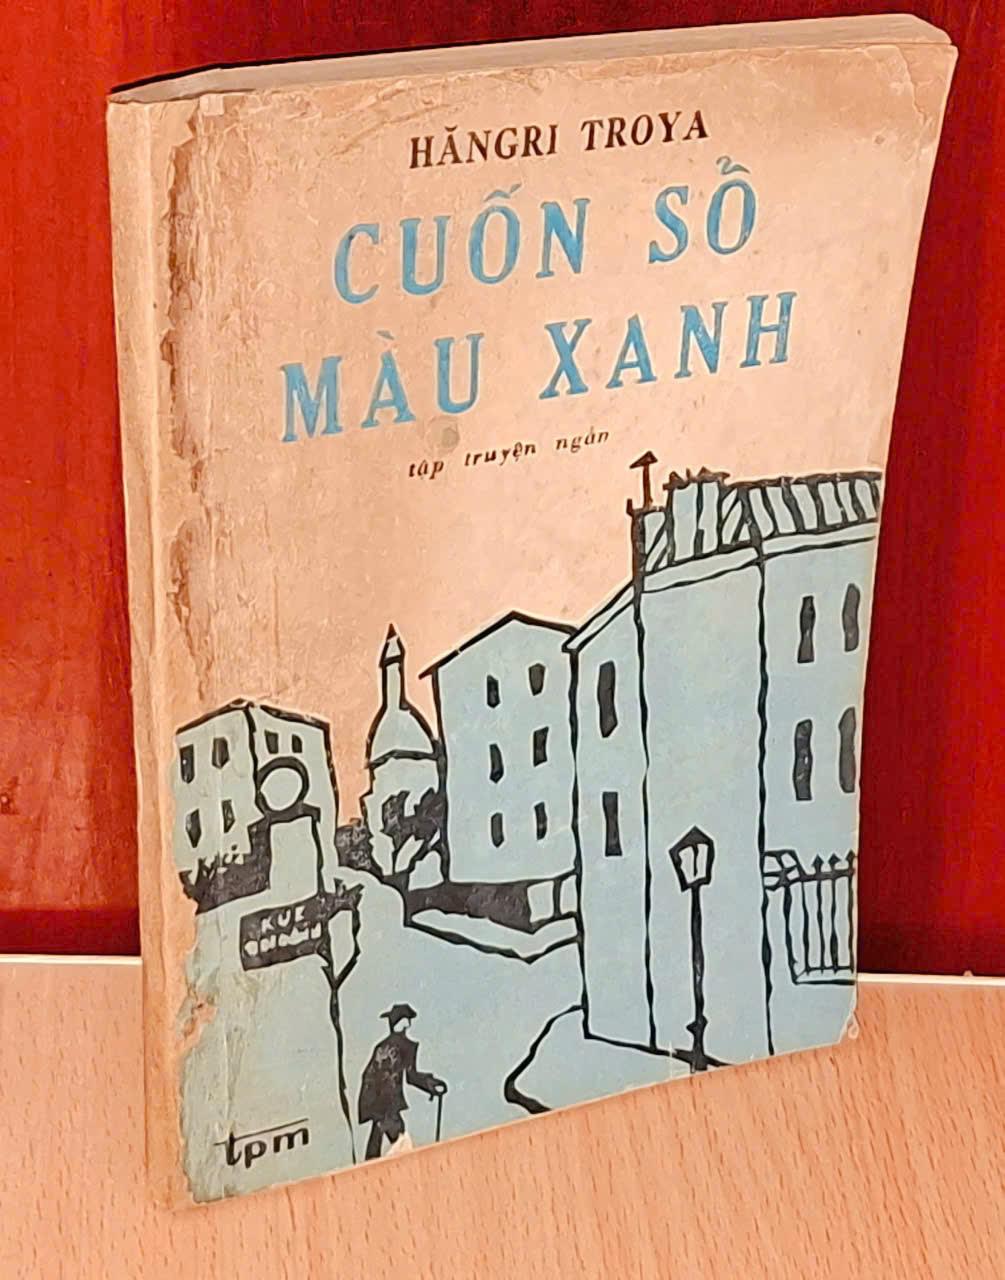 HĂNGRI TROYA
CUỐN SỔ
MÀU XANH
tập truyện ngắn
RUE
tpm